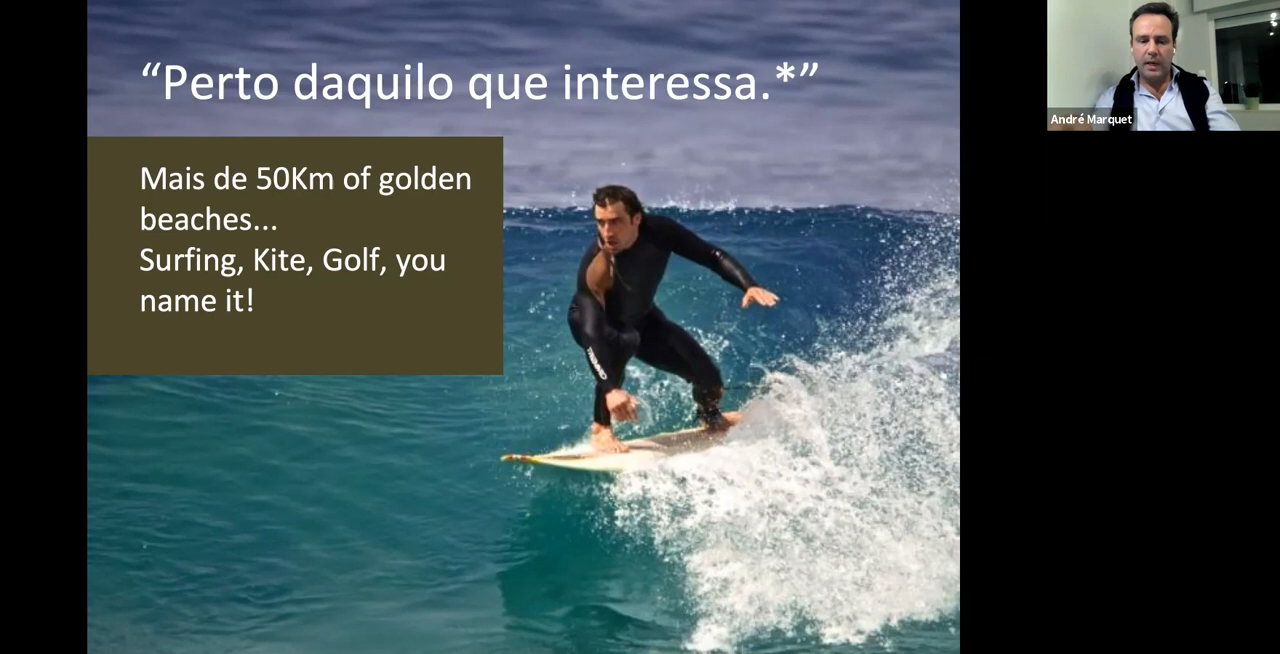 “Perto daquilo que interessa.*”
Mais de 50Km of golden
beaches...
Surfing, Kite, Golf, you
name it!
André Marquet